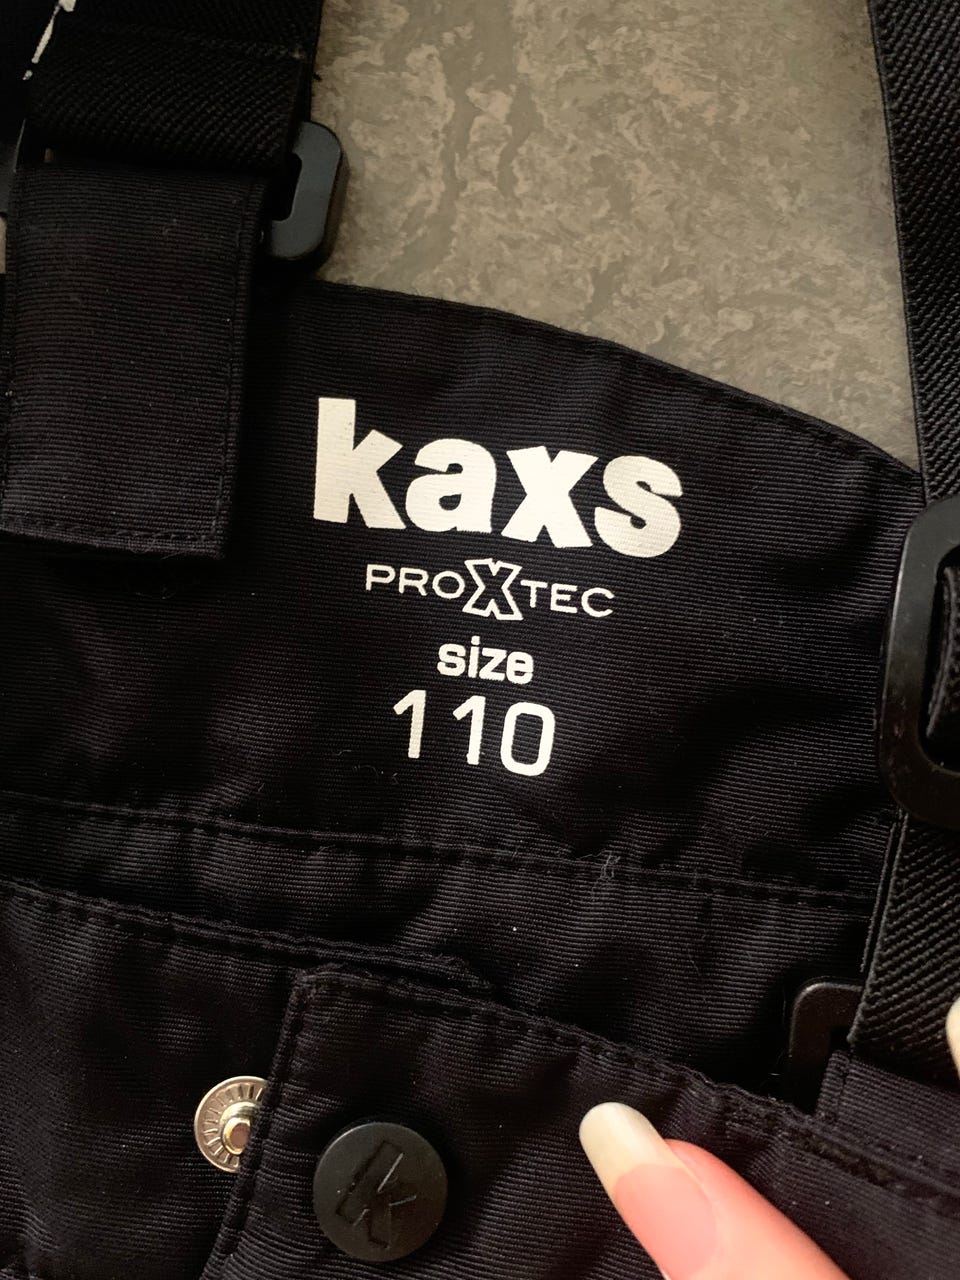 kaxs
PROXTEC
size
110
k